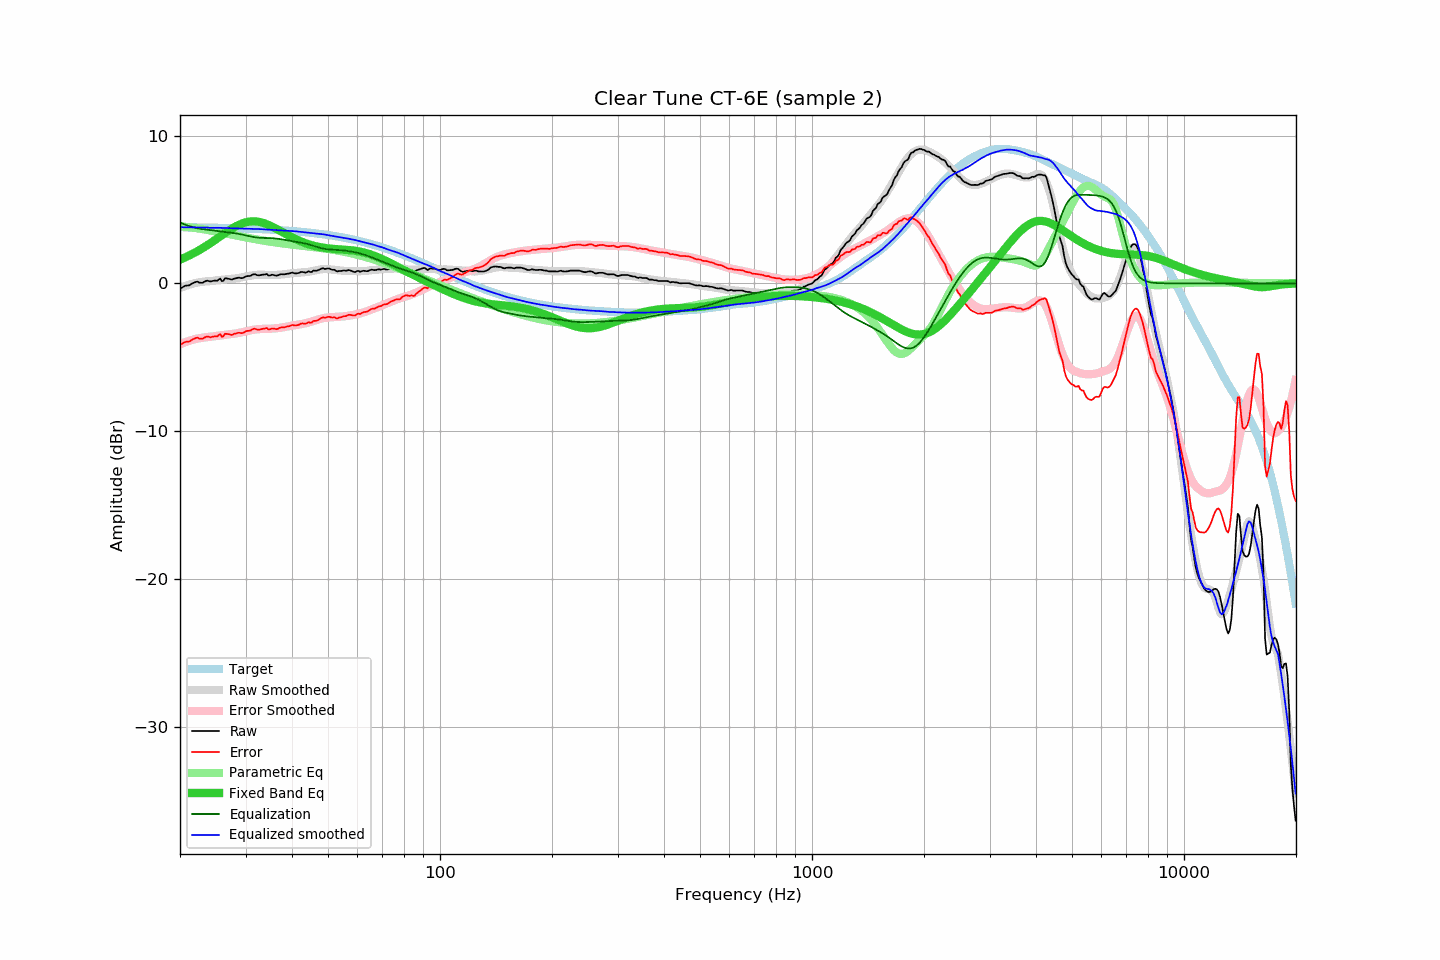 Clear Tune CT-6E (sample 2)
10
0
−10
−20
−30
Amplitude (dBr)
Target
Raw Smoothed
Error Smoothed
Raw
Error
Parametric Eq
Fixed Band Eq
Equalization
Equalized smoothed
100
1000
10000
Frequency (Hz)